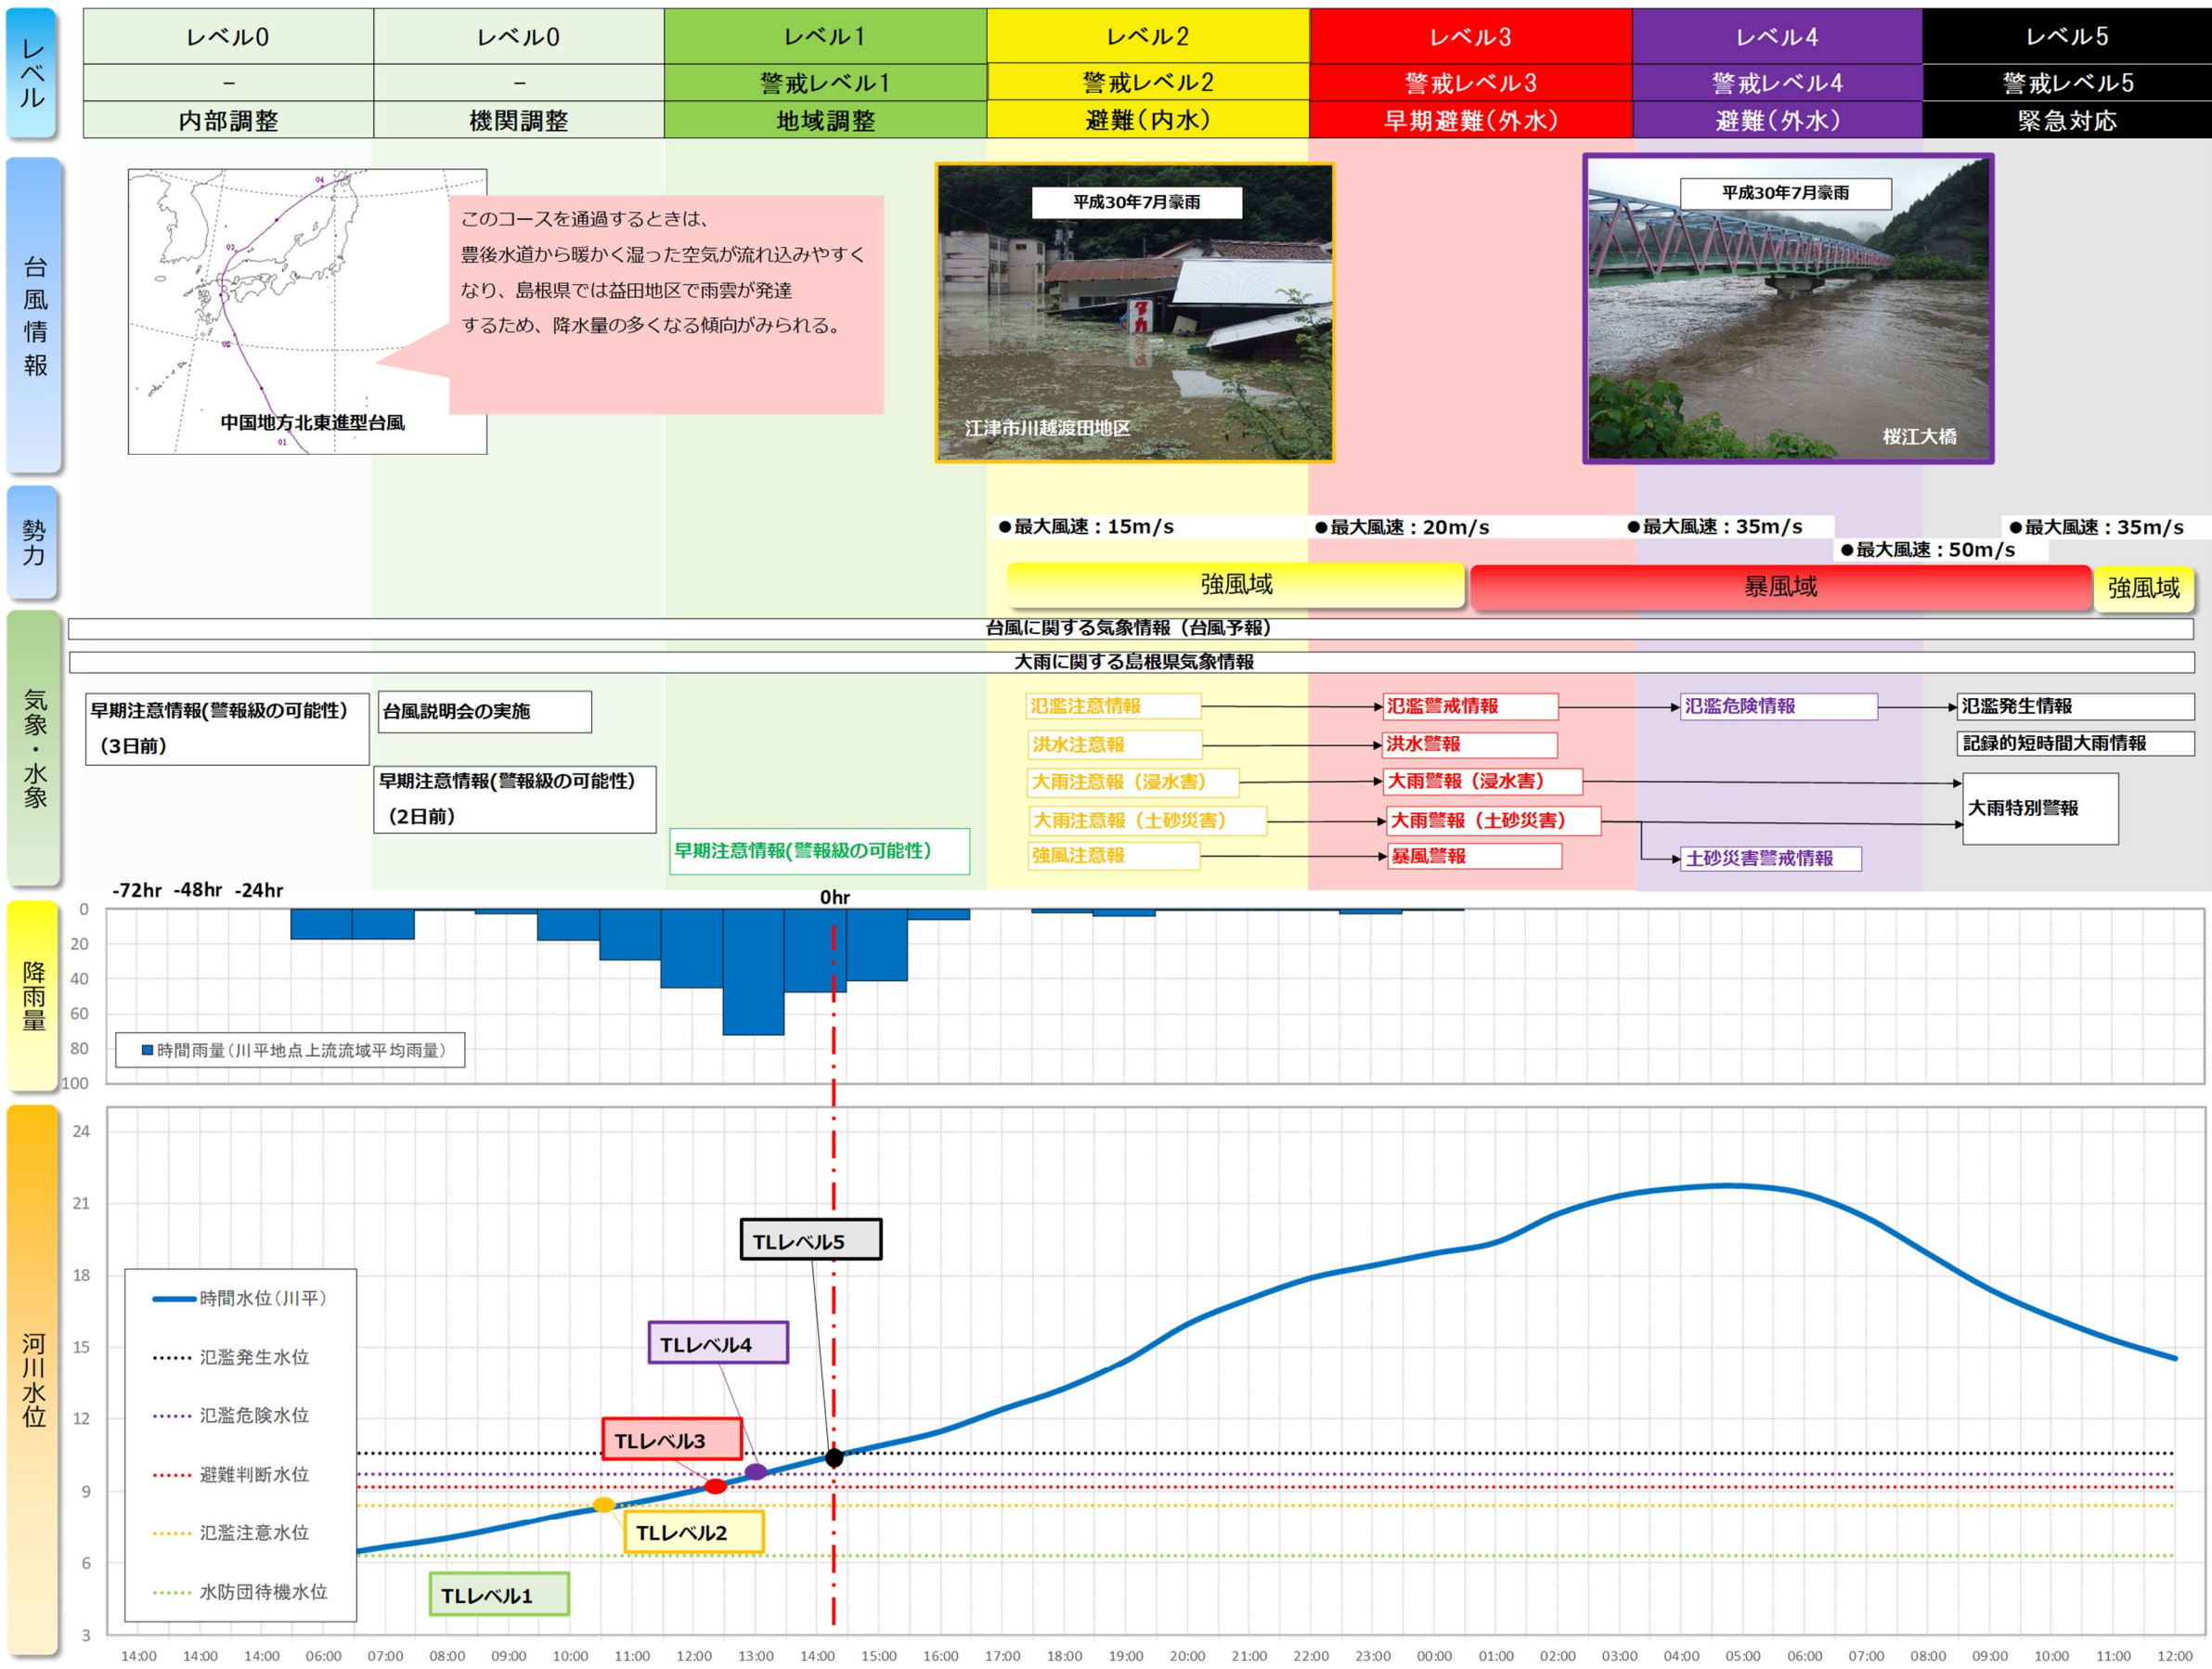 レベル
レベル0
レベル0
レベル1
レベル2
レベル3
レベル4
レベル5
－
－
警戒レベル1
警戒レベル2
警戒レベル3
警戒レベル4
警戒レベル5
内部調整
機関調整
地域調整
避難（内水）
早期避難（外水）
避難（外水）
緊急対応
台風情報
04
03
02
01
中国地方北東進型台風
このコースを通過するときは、
豊後水道から暖かく湿った空気が流れ込みやすく
なり、島根県では益田地区で雨雲が発達
するため、降水量の多くなる傾向がみられる。
平成30年7月豪雨
タカ
江津市川越渡田地区
平成30年7月豪雨
桜江大橋
勢力
●最大風速：15m/s
●最大風速：20m/s
●最大風速：35m/s
●最大風速：50m/s
●最大風速：35m/s
強風域
暴風域
強風域
気象・水象
台風に関する気象情報（台風予報）
大雨に関する島根県気象情報
早期注意情報(警報級の可能性)
（3日前）
台風説明会の実施
早期注意情報(警報級の可能性)
（2日前）
早期注意情報(警報級の可能性)
氾濫注意情報
氾濫警戒情報
氾濫危険情報
氾濫発生情報
洪水注意報
洪水警報
記録的短時間大雨情報
大雨注意報（浸水害）
大雨警報（浸水害）
大雨特別警報
大雨注意報（土砂災害）
大雨警報（土砂災害）
強風注意報
暴風警報
土砂災害警戒情報
-72hr -48hr -24hr
0hr
降雨量
0
20
40
60
80
100
時間雨量（川平地点上流流域平均雨量）
河川水位
24
21
18
15
12
9
6
3
時間水位（川平）
氾濫発生水位
氾濫危険水位
避難判断水位
氾濫注意水位
水防団待機水位
TLレベル5
TLレベル4
TLレベル3
TLレベル2
TLレベル1
14:00 14:00 14:00 06:00 07:00 08:00 09:00 10:00 11:00 12:00 13:00 14:00 15:00 16:00 17:00 18:00 19:00 20:00 21:00 22:00 23:00 00:00 01:00 02:00 03:00 04:00 05:00 06:00 07:00 08:00 09:00 10:00 11:00 12:00